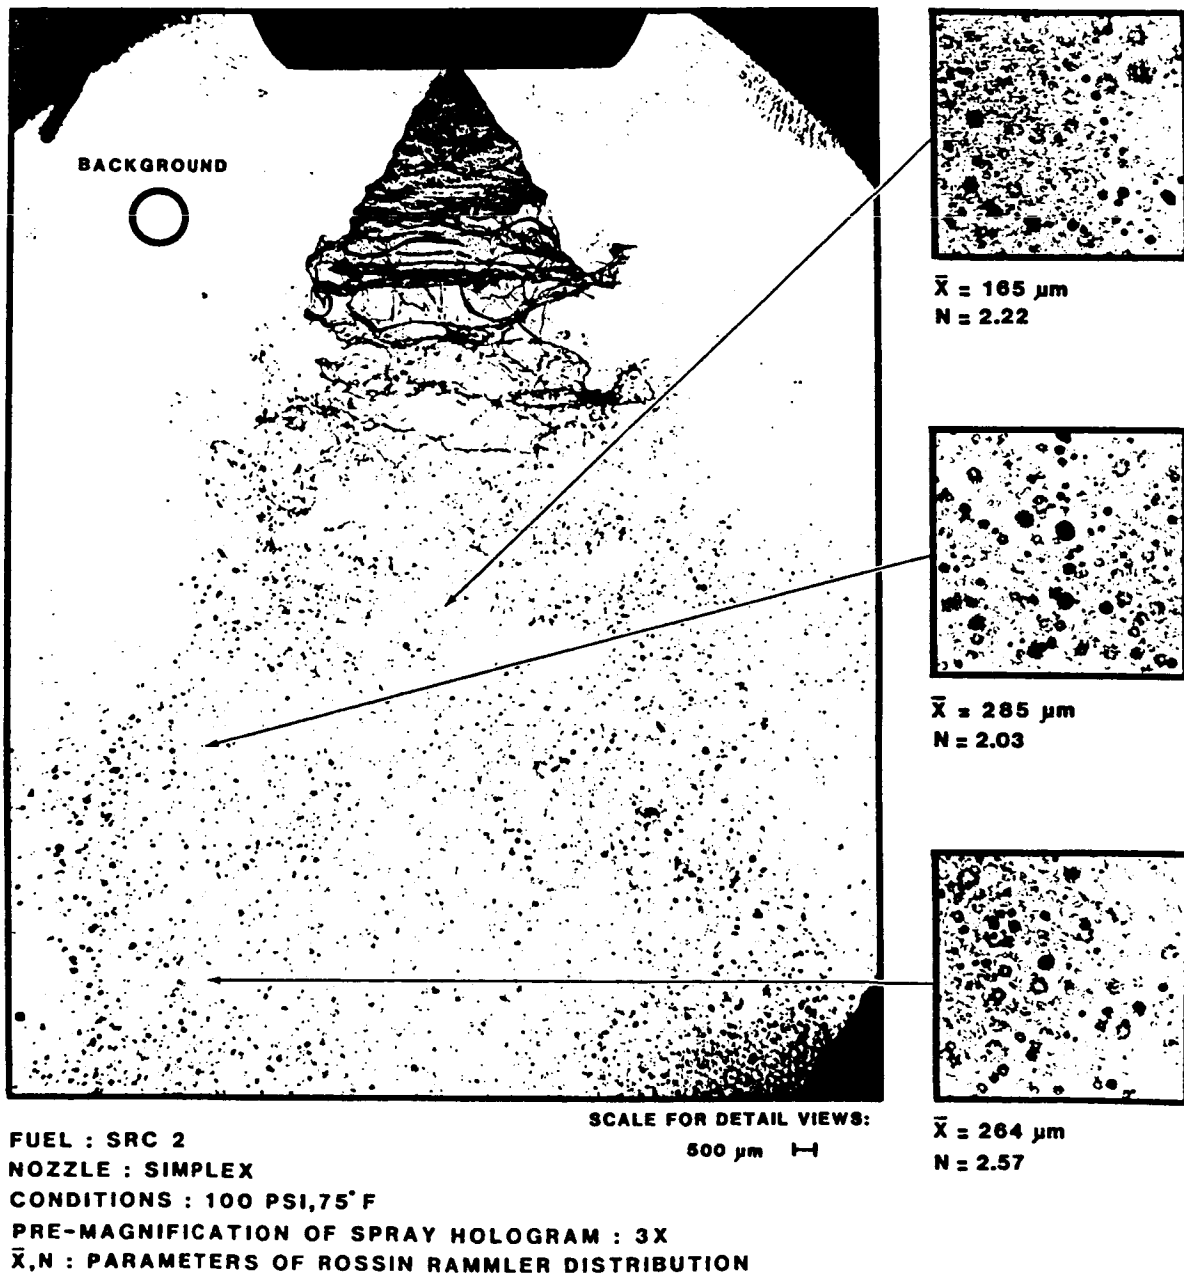 BACKGROUND
X̄ = 165 µm
N = 2.22
X̄ = 285 µm
N = 2.03
X̄ = 264 µm
N = 2.57
SCALE FOR DETAIL VIEWS:
500 µm
FUEL : SRC 2
NOZZLE : SIMPLEX
CONDITIONS : 100 PSI,75° F
PRE-MAGNIFICATION OF SPRAY HOLOGRAM : 3X
X̄,N : PARAMETERS OF ROSSIN RAMMLER DISTRIBUTION